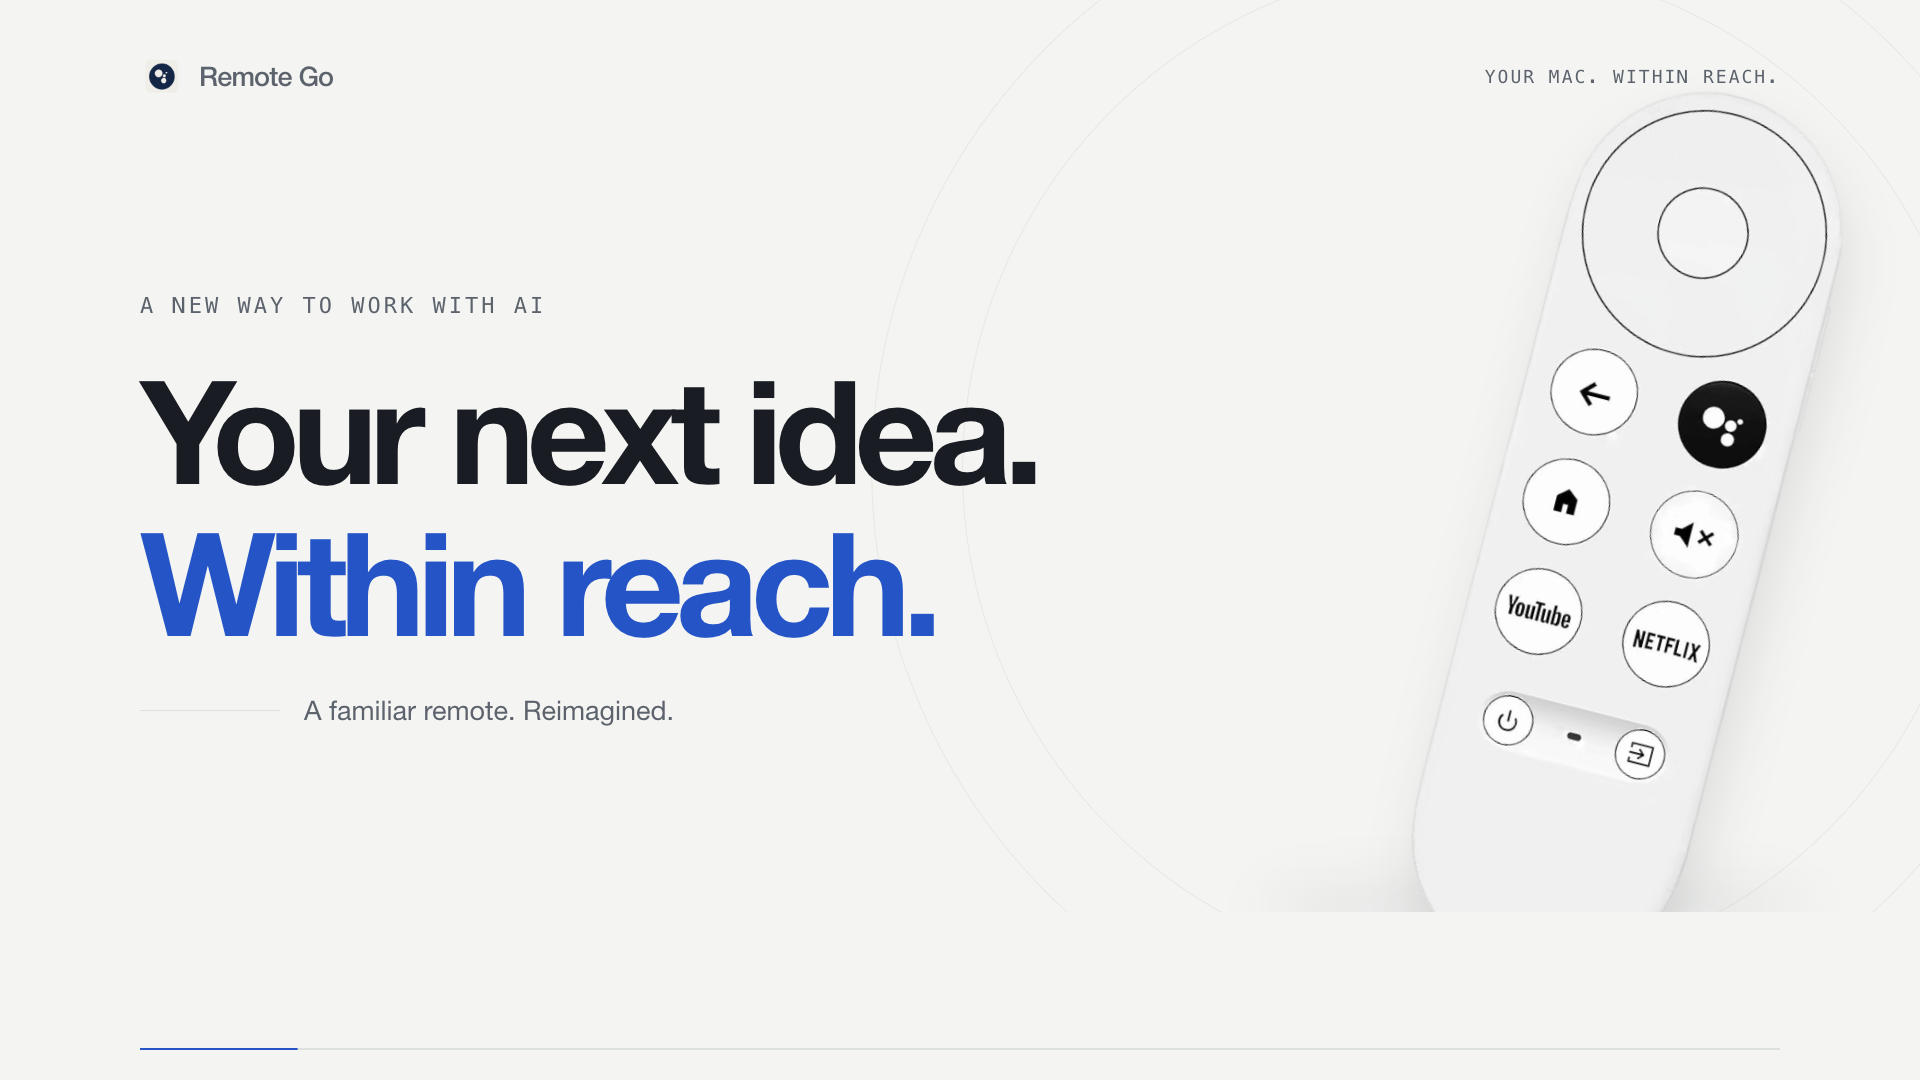 Remote Go
YOUR MAC. WITHIN REACH.
A NEW WAY TO WORK WITH AI
Your next idea.
Within reach.
A familiar remote. Reimagined.
YouTube
NETFLIX